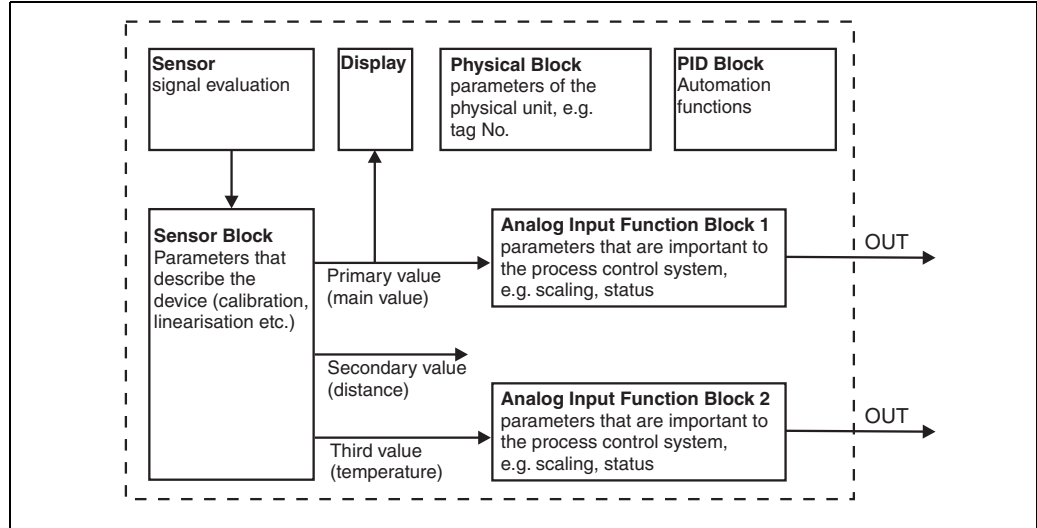 Sensor
signal evaluation
Display
Physical Block
parameters of the
physical unit, e.g.
tag No.
PID Block
Automation
functions
Sensor Block
Parameters that
describe the
device (calibration,
linearisation etc.)
Primary value
(main value)
Analog Input Function Block 1
parameters that are important to
the process control system,
e.g. scaling, status
OUT
Secondary value
(distance)
Third value
(temperature)
Analog Input Function Block 2
parameters that are important to
the process control system,
e.g. scaling, status
OUT